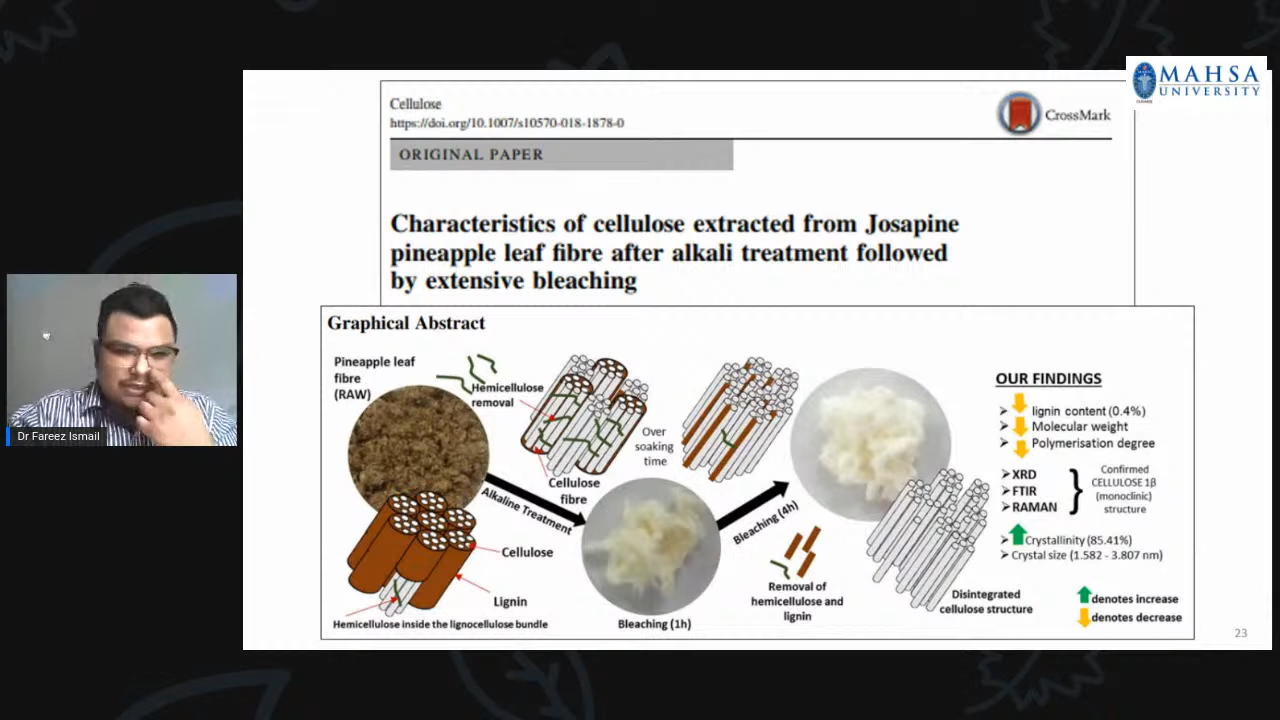 MAHSA
UNIVERSITY
Cellulose
https://doi.org/10.1007/s10570-018-1878-0
CrossMark
ORIGINAL PAPER
Characteristics of cellulose extracted from Josapine
pineapple leaf fibre after alkali treatment followed
by extensive bleaching
Graphical Abstract
Pineapple leaf
fibre
(RAW)
Hemicellulose
removal
Cellulose
fibre
Over
soaking
time
Alkaline Treatment
Cellulose
Lignin
Hemicellulose inside the lignocellulose bundle
Bleaching (1h)
Bleaching (4h)
Removal of
hemicellulose and
lignin
Disintegrated
cellulose structure
OUR FINDINGS
lignin content (0.4%)
Molecular weight
Polymerisation degree
XRD
FTIR
RAMAN
Confirmed
CELLULOSE 1β
(monoclinic)
structure
Crystallinity (85.41%)
Crystal size (1.582 - 3.807 nm)
denotes increase
denotes decrease
23
Dr Fareez Ismail